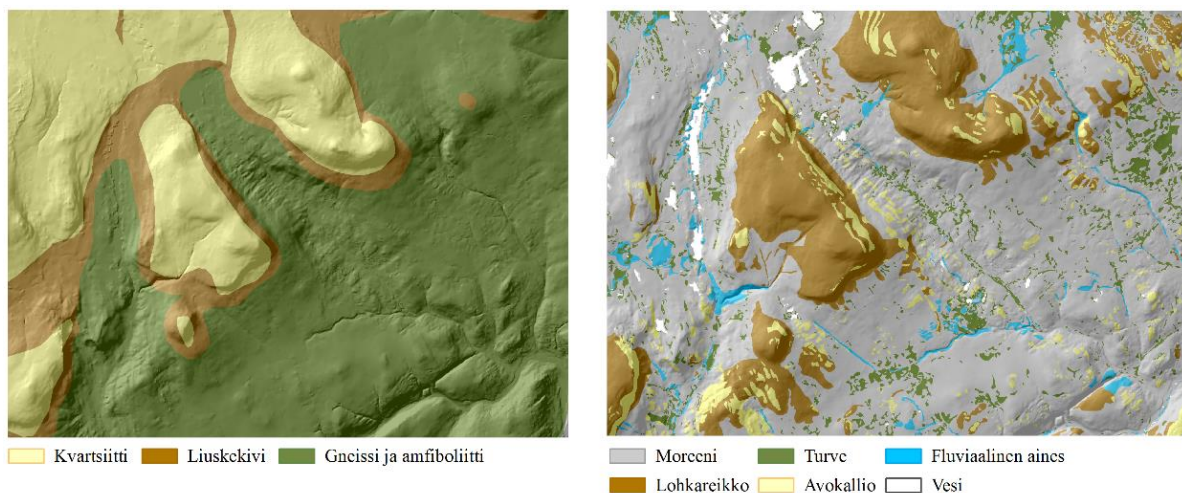 Kvartsiitti Liuskekivi Gneissi ja amfiboliitti
Moreeni Turve Fluviaalinen aines
Lohkareikko Avokallio Vesi